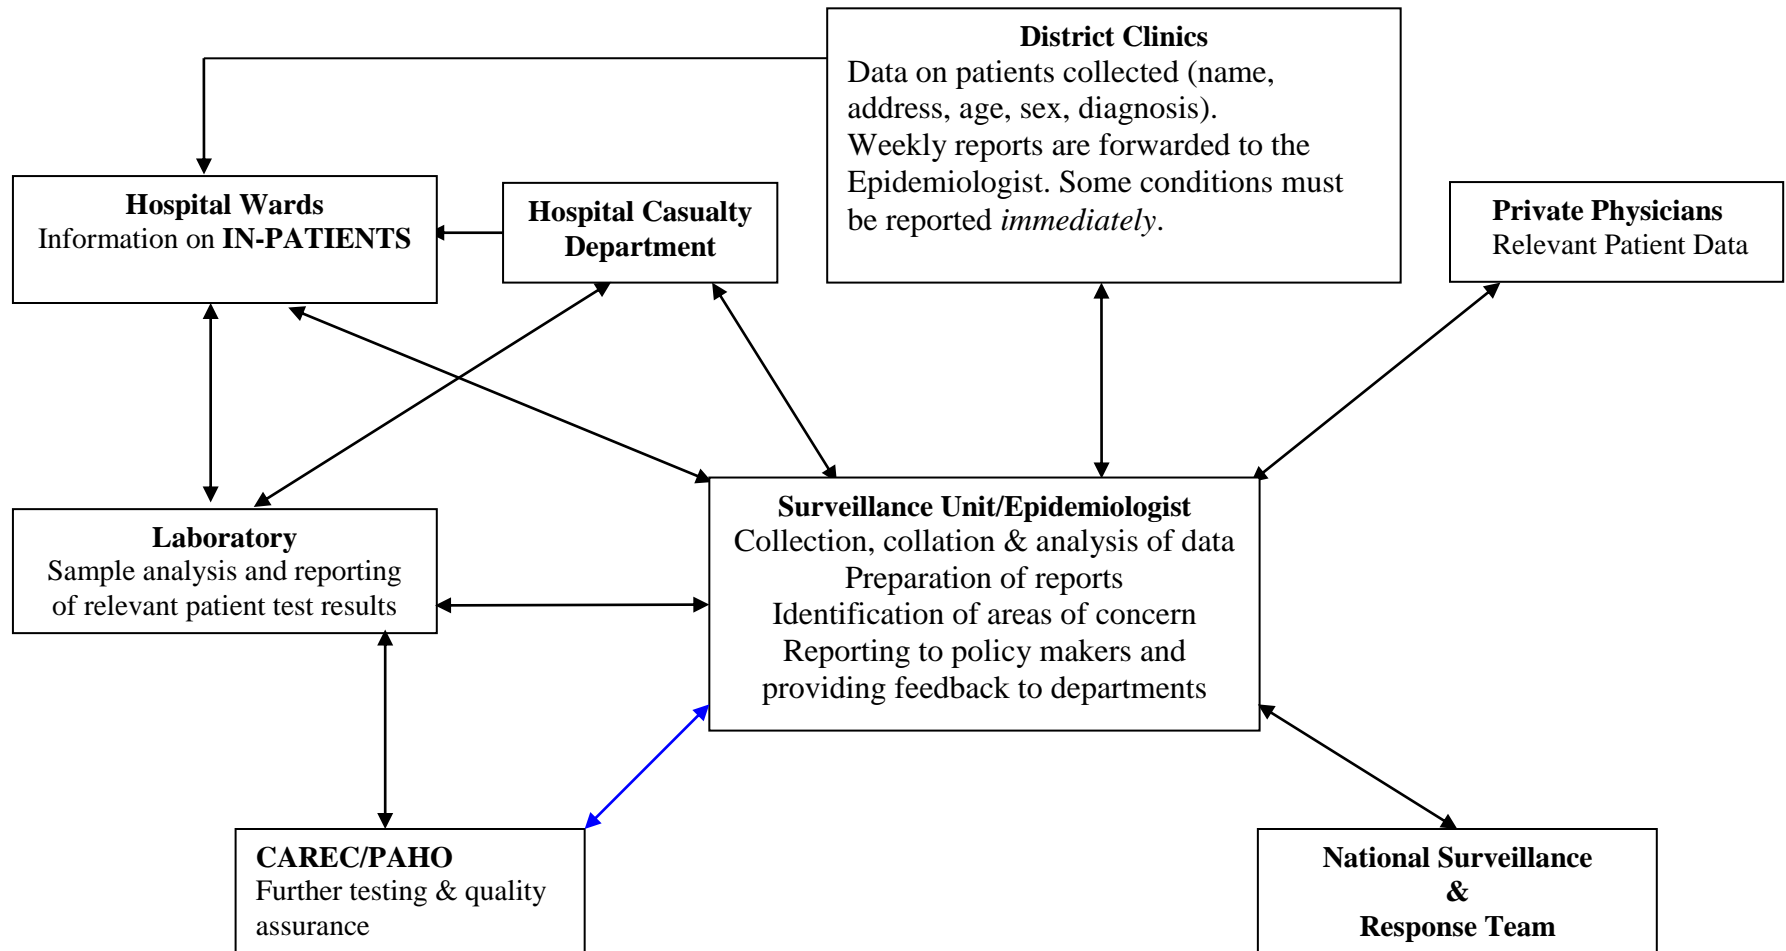 District Clinics
Data on patients collected (name,
address, age, sex, diagnosis).
Weekly reports are forwarded to the
Epidemiologist. Some conditions must
be reported immediately.
Hospital Wards
Information on IN-PATIENTS
Hospital Casualty
Department
Private Physicians
Relevant Patient Data
Laboratory
Sample analysis and reporting
of relevant patient test results
Surveillance Unit/Epidemiologist
Collection, collation & analysis of data
Preparation of reports
Identification of areas of concern
Reporting to policy makers and
providing feedback to departments
CAREC/PAHO
Further testing & quality
assurance
National Surveillance
&
Response Team